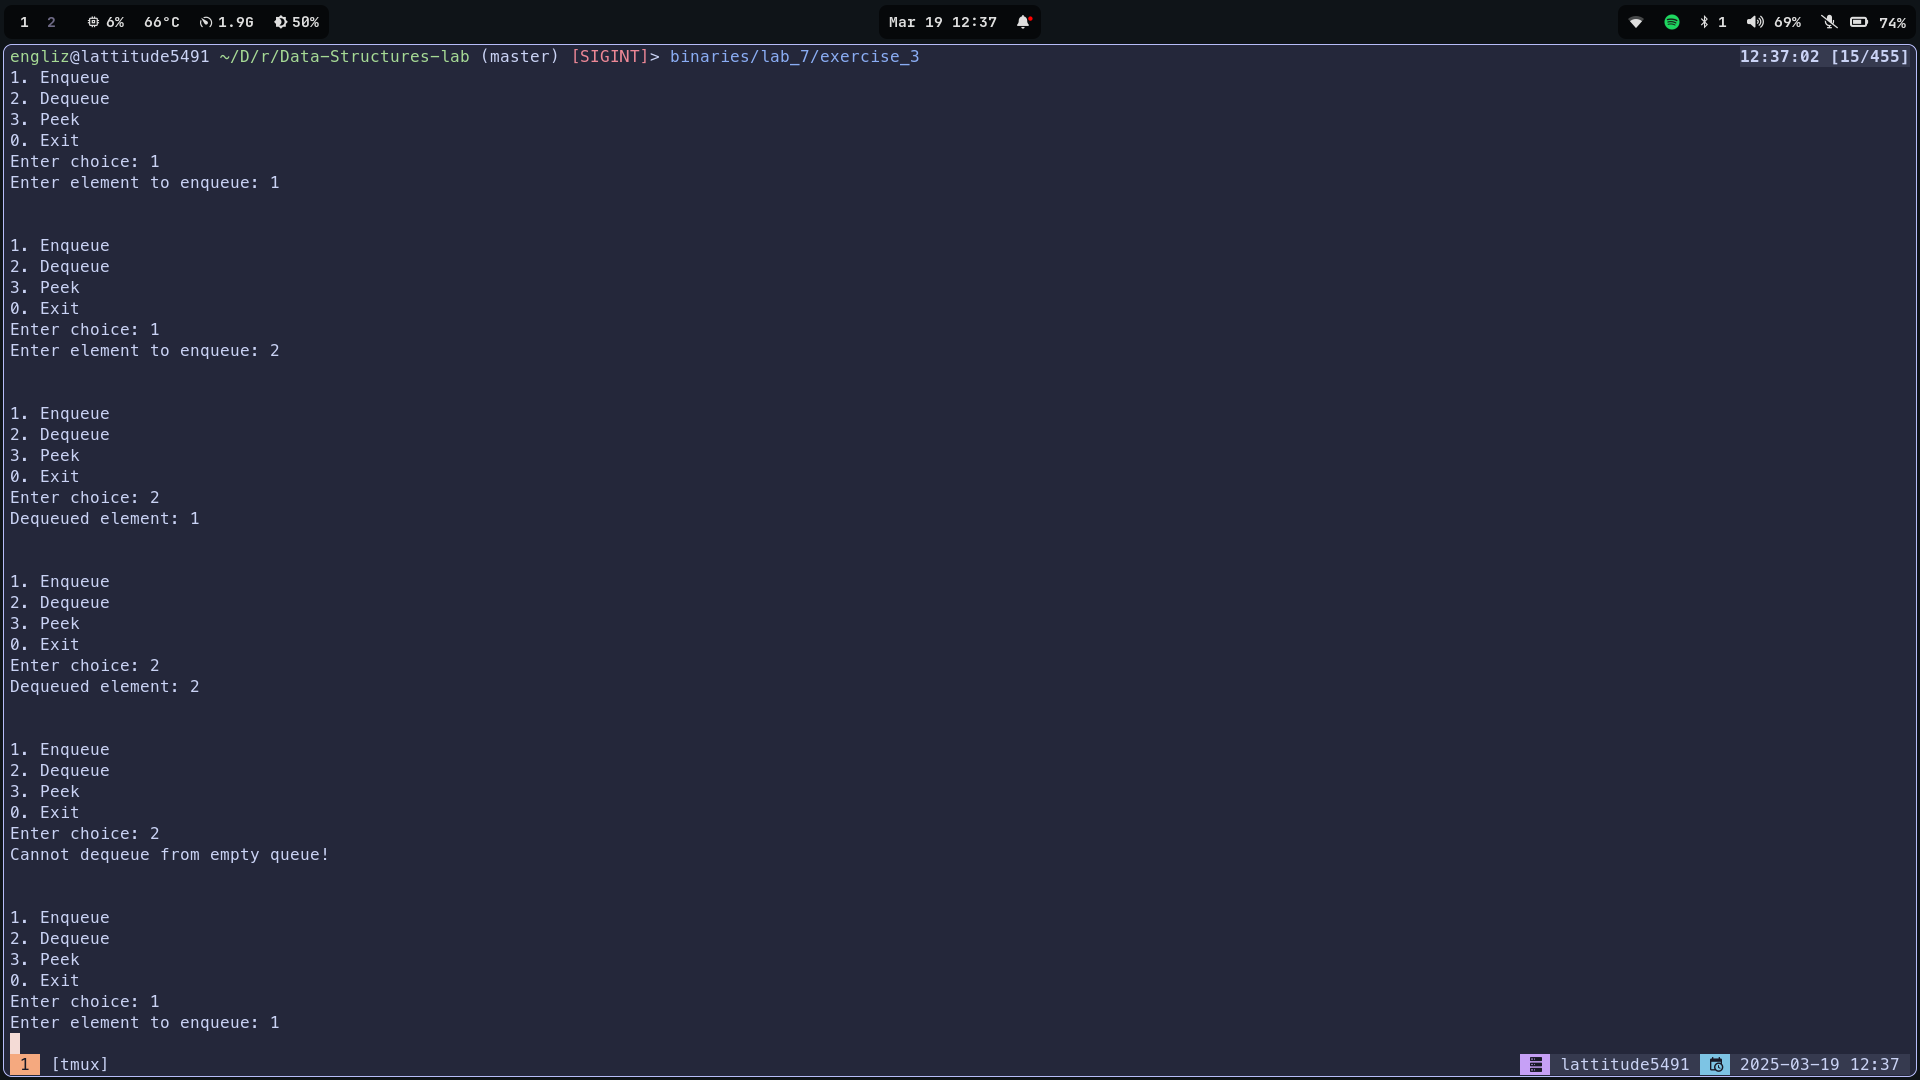 1 2 6% 66°C 1.9G 50% Mar 19 12:37 1 69% 74%
engliz@lattitude5491 ~/D/r/Data-Structures-lab (master) [SIGINT]> binaries/lab_7/exercise_3 12:37:02 [15/455]
1. Enqueue
2. Dequeue
3. Peek
0. Exit
Enter choice: 1
Enter element to enqueue: 1
1. Enqueue
2. Dequeue
3. Peek
0. Exit
Enter choice: 1
Enter element to enqueue: 2
1. Enqueue
2. Dequeue
3. Peek
0. Exit
Enter choice: 2
Dequeued element: 1
1. Enqueue
2. Dequeue
3. Peek
0. Exit
Enter choice: 2
Dequeued element: 2
1. Enqueue
2. Dequeue
3. Peek
0. Exit
Enter choice: 2
Cannot dequeue from empty queue!
1. Enqueue
2. Dequeue
3. Peek
0. Exit
Enter choice: 1
Enter element to enqueue: 1
1 [tmux] lattitude5491 2025-03-19 12:37